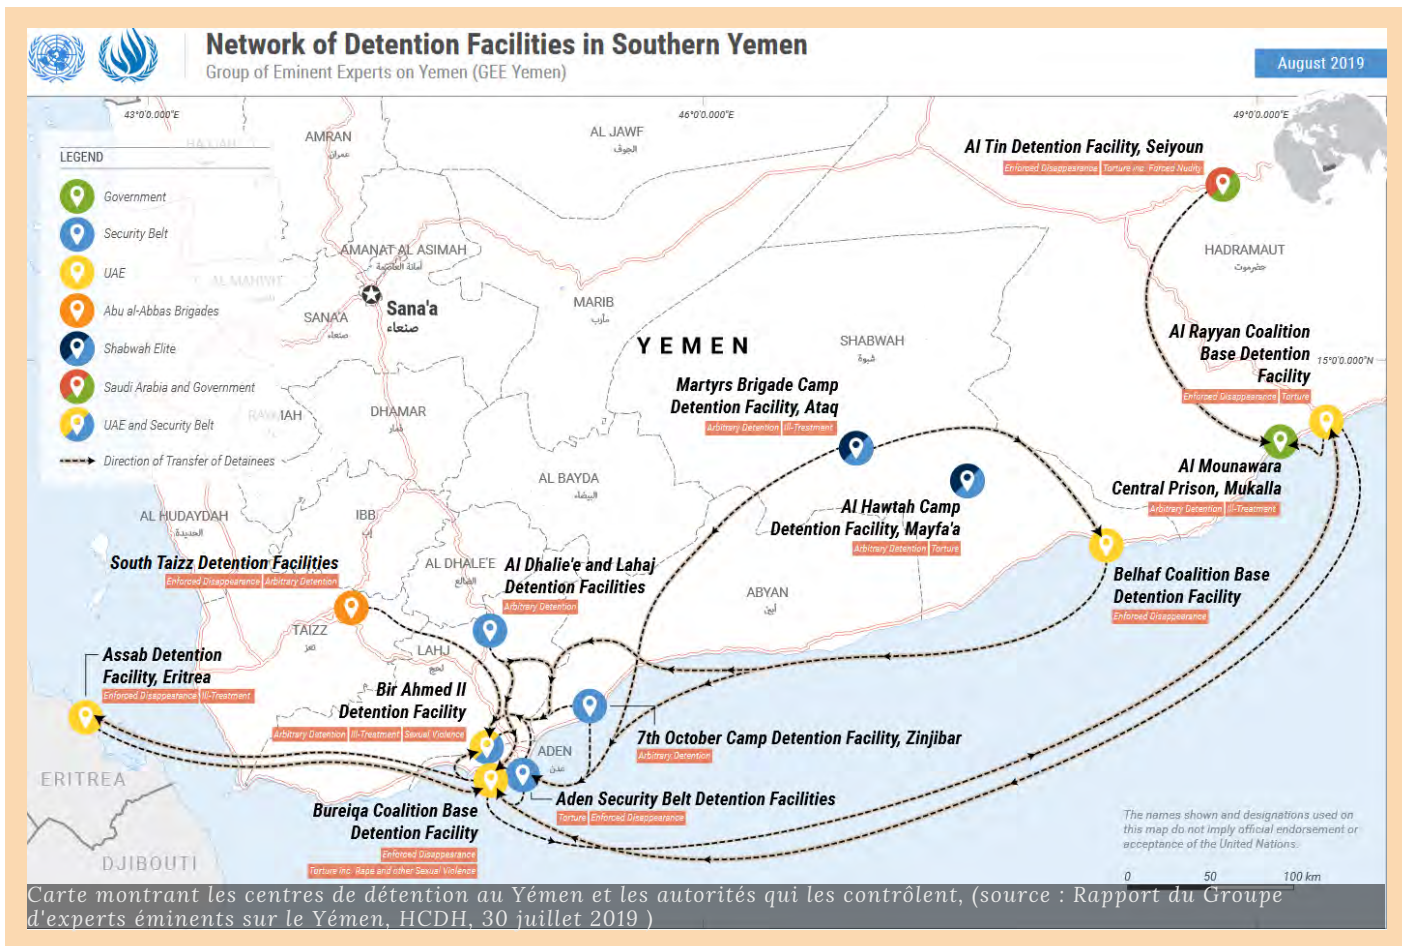 Network of Detention Facilities in Southern Yemen
Group of Eminent Experts on Yemen (GEE Yemen)
August 2019
43°0'0.000"E
46°0'0.000"E
49°0'0.000"E
LEGEND
Government
Security Belt
UAE
Abu al-Abbas Brigades
Shabwah Elite
Saudi Arabia and Government
UAE and Security Belt
Direction of Transfer of Detainees
AMRAN
عمران
AL JAWF
الجوف
Al Tin Detention Facility, Seiyoun
Enforced Disappearance Torture inc. Forced Nudity
HADRAMAUT
حضرموت
AMANAT AL ASIMAH
أمانة العاصمة
AL MAHWIT
SANA'A
صنعاء
Sana'a
صنعاء
MARIB
مأرب
YEMEN
SHABWAH
شبوة
Al Rayyan Coalition
Base Detention
Facility
Enforced Disappearance Torture
15°0'0.000"N
Martyrs Brigade Camp
Detention Facility, Ataq
Arbitrary Detention Ill-Treatment
RAYMAH
DHAMAR
ذمار
Al Mounawara
Central Prison, Mukalla
Arbitrary Detention Ill-Treatment
AL BAYDA
البيضاء
Al Hawtah Camp
Detention Facility, Mayfa'a
Arbitrary Detention Torture
AL HUDAYDAH
الحديدة
IBB
إب
South Taizz Detention Facilities
Enforced Disappearance Arbitrary Detention
AL DHALE'E
الضالع
Al Dhalie'e and Lahaj
Detention Facilities
Arbitrary Detention
ABYAN
أبين
Belhaf Coalition Base
Detention Facility
Enforced Disappearance
TAIZZ
تعز
LAHJ
لحج
Assab Detention
Facility, Eritrea
Enforced Disappearance Ill-Treatment
Bir Ahmed II
Detention Facility
Arbitrary Detention Ill-Treatment Sexual Violence
7th October Camp Detention Facility, Zinjibar
Arbitrary Detention
ADEN
عدن
ERITREA
Aden Security Belt Detention Facilities
Torture Enforced Disappearance
Bureiqa Coalition Base
Detention Facility
Enforced Disappearance
Torture inc. Rape and other Sexual Violence
DJIBOUTI
The names shown and designations used on
this map do not imply official endorsement or
acceptance of the United Nations.
0 50 100 km
Carte montrant les centres de détention au Yémen et les autorités qui les contrôlent, (source : Rapport du Groupe
d'experts éminents sur le Yémen, HCDH, 30 juillet 2019 )